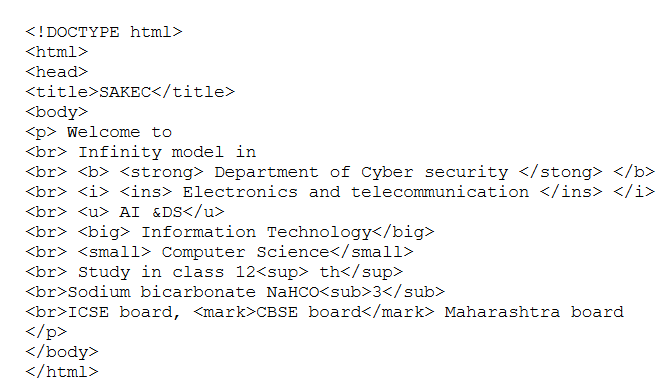 <!DOCTYPE html>
<html>
<head>
<title>SAKEC</title>
<body>
<p> Welcome to
<br> Infinity model in
<br> <b> <strong> Department of Cyber security </stong> </b>
<br> <i> <ins> Electronics and telecommunication </ins> </i>
<br> <u> AI &DS</u>
<br> <big> Information Technology</big>
<br> <small> Computer Science</small>
<br> Study in class 12<sup> th</sup>
<br>Sodium bicarbonate NaHCO<sub>3</sub>
<br>ICSE board, <mark>CBSE board</mark> Maharashtra board
</p>
</body>
</html>